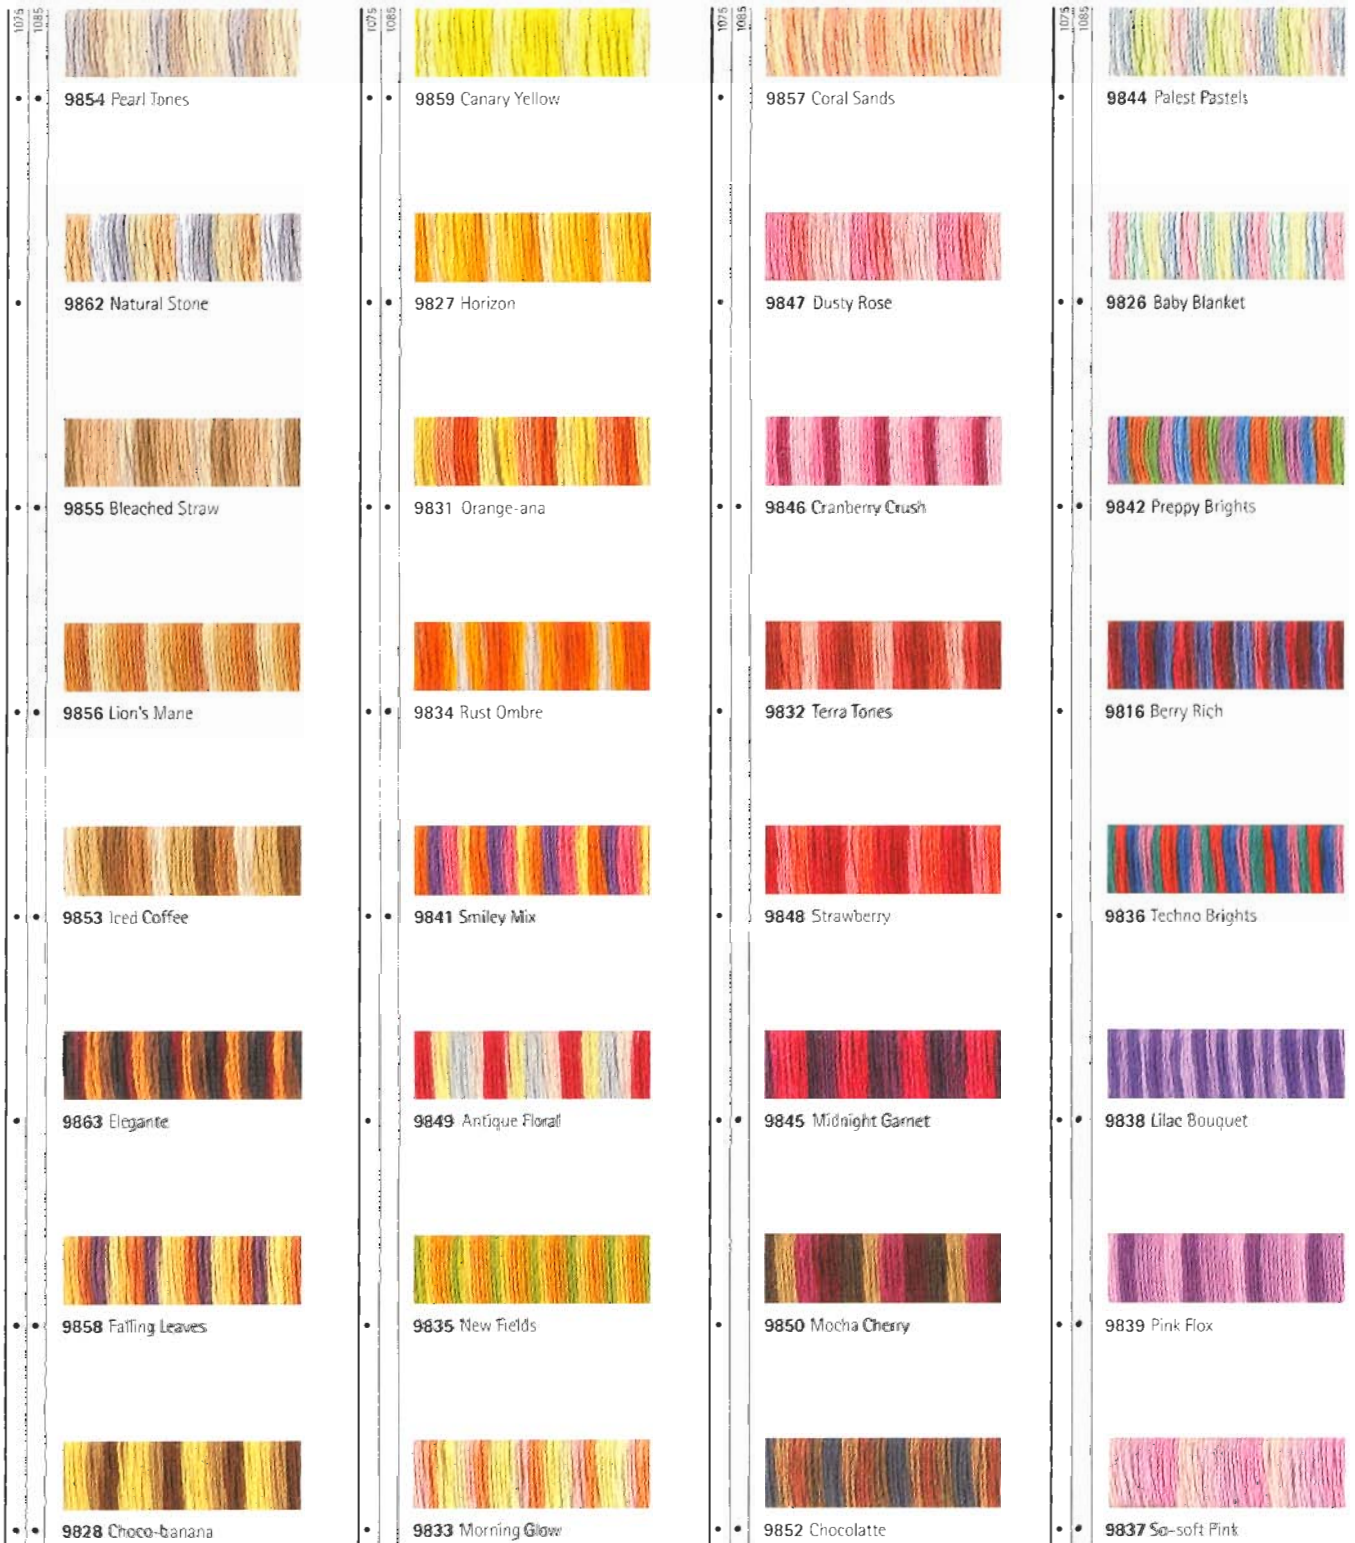 1075 1085
9854 Pearl Tones
9862 Natural Stone
9855 Bleached Straw
9856 Lion's Mane
9853 Iced Coffee
9863 Elegante
9858 Falling Leaves
9828 Choco-banana
1075 1085
9859 Canary Yellow
9827 Horizon
9831 Orange-ana
9834 Rust Ombre
9841 Smiley Mix
9849 Antique Floral
9835 New Fields
9833 Morning Glow
1075 1085
9857 Coral Sands
9847 Dusty Rose
9846 Cranberry Crush
9832 Terra Tones
9848 Strawberry
9845 Midnight Garnet
9850 Mocha Cherry
9852 Chocolatte
1075 1085
9844 Palest Pastels
9826 Baby Blanket
9842 Preppy Brights
9816 Berry Rich
9836 Techno Brights
9838 Lilac Bouquet
9839 Pink Flox
9837 So-soft Pink